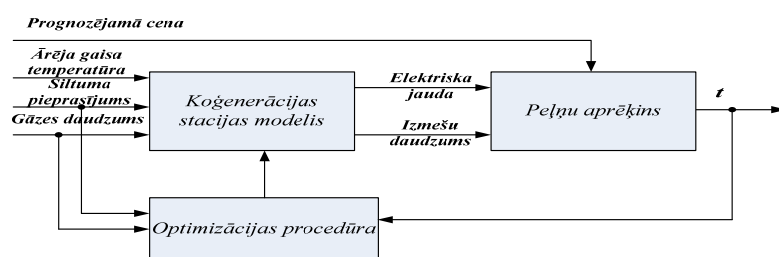 Prognozējamā cena
Ārēja gaisa
temperatūra
Siltuma
pieprasījums
Gāzes daudzums
Koģenerācijas
stacijas modelis
Elektriska
jauda
Izmešu
daudzums
Peļņu aprēķins
t
Optimizācijas procedūra